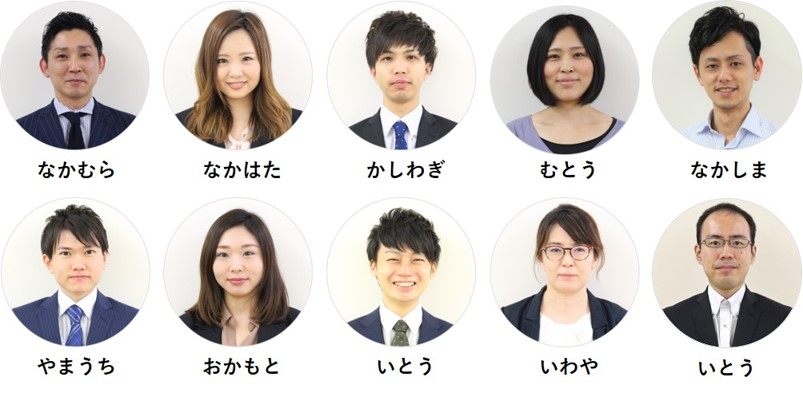 なかむら
なかはた
かしわぎ
むとう
なかしま
やまうち
おかもと
いとう
いわや
いとう